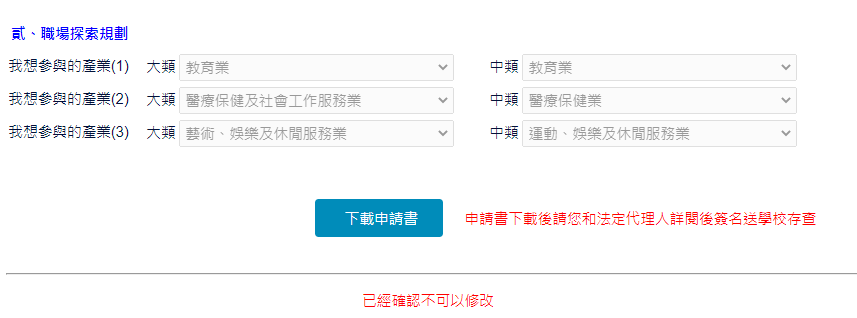 貳、職場探索規劃
我想參與的產業(1) 大類 教育業 中類 教育業
我想參與的產業(2) 大類 醫療保健及社會工作服務業 中類 醫療保健業
我想參與的產業(3) 大類 藝術、娛樂及休閒服務業 中類 運動、娛樂及休閒服務業
下載申請書 申請書下載後請您和法定代理人詳閱後簽名送學校存查
已經確認不可以修改